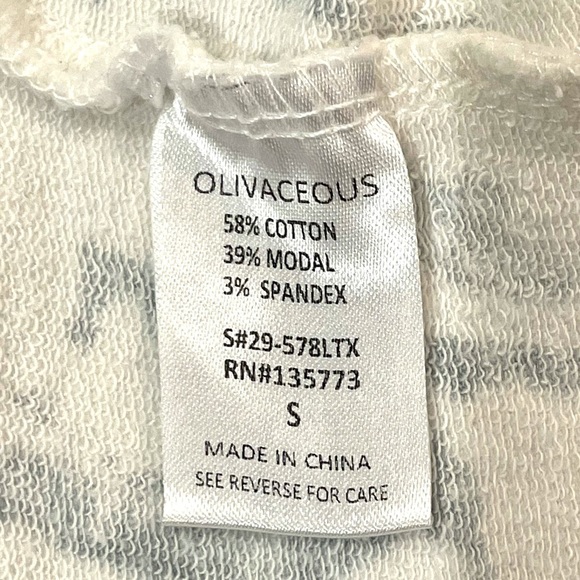 OLIVACEOUS
58% COTTON
39% MODAL
3% SPANDEX
S#29-578LTX
RN#135773
S
MADE IN CHINA
SEE REVERSE FOR CARE